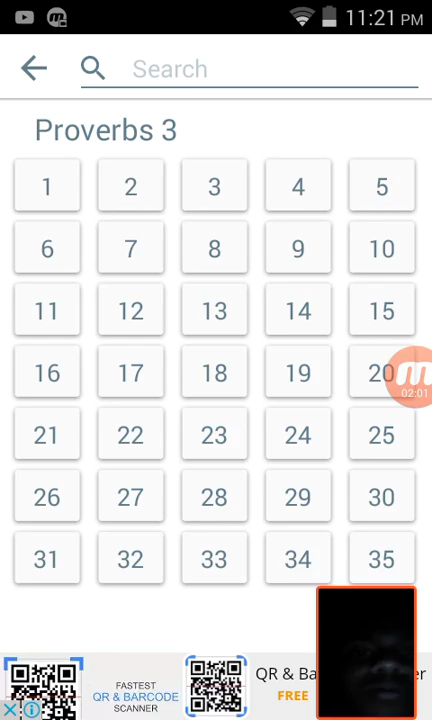 11:21 PM
Search
Proverbs 3
1 2 3 4 5
6 7 8 9 10
11 12 13 14 15
16 17 18 19 20
02:01
21 22 23 24 25
26 27 28 29 30
31 32 33 34 35
FASTEST
QR & BARCODE
SCANNER
QR & Ba er
FREE